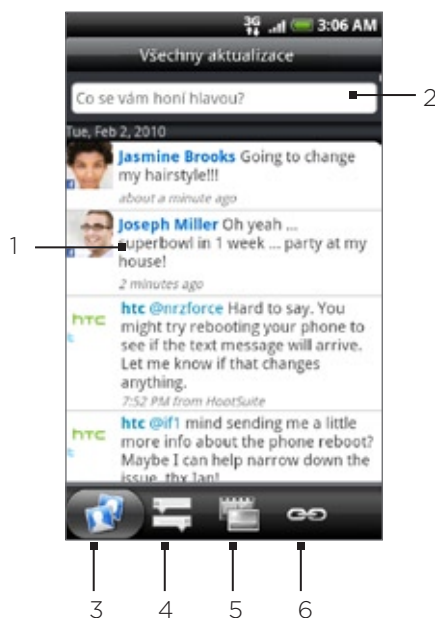 3G 3:06 AM
Všechny aktualizace
Co se vám honí hlavou?
2
Tue, Feb 2, 2010
Jasmine Brooks Going to change
my hairstyle!!!
about a minute ago
1
Joseph Miller Oh yeah ...
superbowl in 1 week ... party at my
house!
2 minutes ago
hTC
htc @nrzforce Hard to say. You
might try rebooting your phone to
see if the text message will arrive.
Let me know if that changes
anything.
7:52 PM from HootSuite
hTC
htc @if1 mind sending me a little
more info about the phone reboot?
Maybe I can help narrow down the
issue. thx Ian!
3 4 5 6